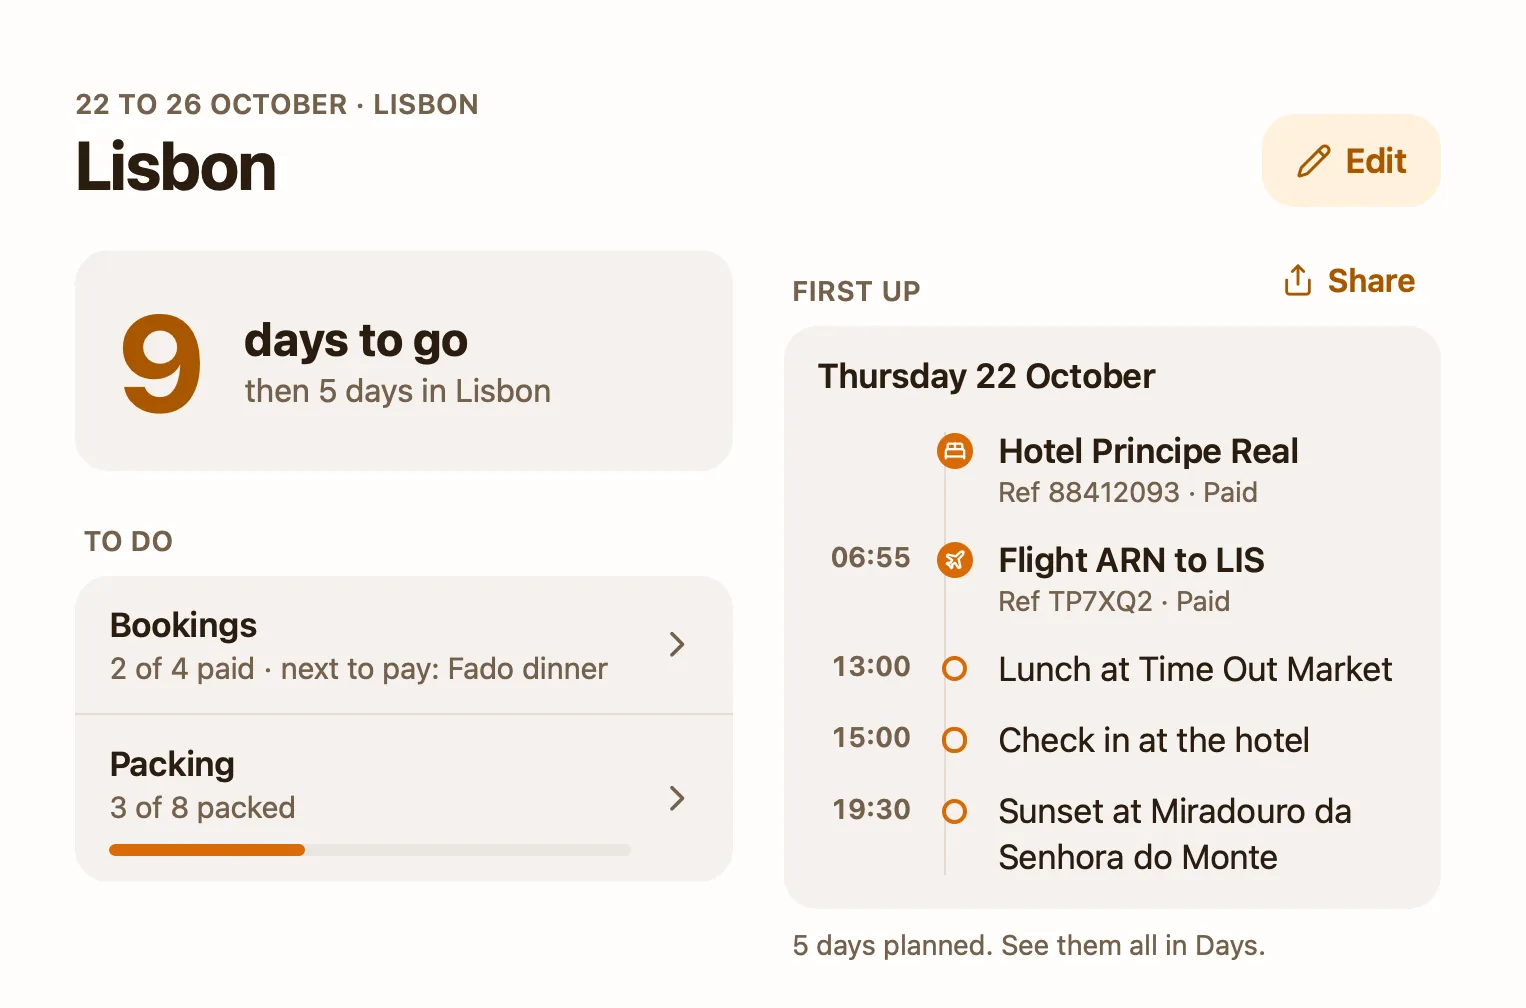 22 TO 26 OCTOBER · LISBON
Lisbon
Edit
9
days to go
then 5 days in Lisbon
TO DO
Bookings
2 of 4 paid · next to pay: Fado dinner
Packing
3 of 8 packed
FIRST UP
Share
Thursday 22 October
Hotel Principe Real
Ref 88412093 · Paid
06:55 Flight ARN to LIS
Ref TP7XQ2 · Paid
13:00 Lunch at Time Out Market
15:00 Check in at the hotel
19:30 Sunset at Miradouro da
Senhora do Monte
5 days planned. See them all in Days.